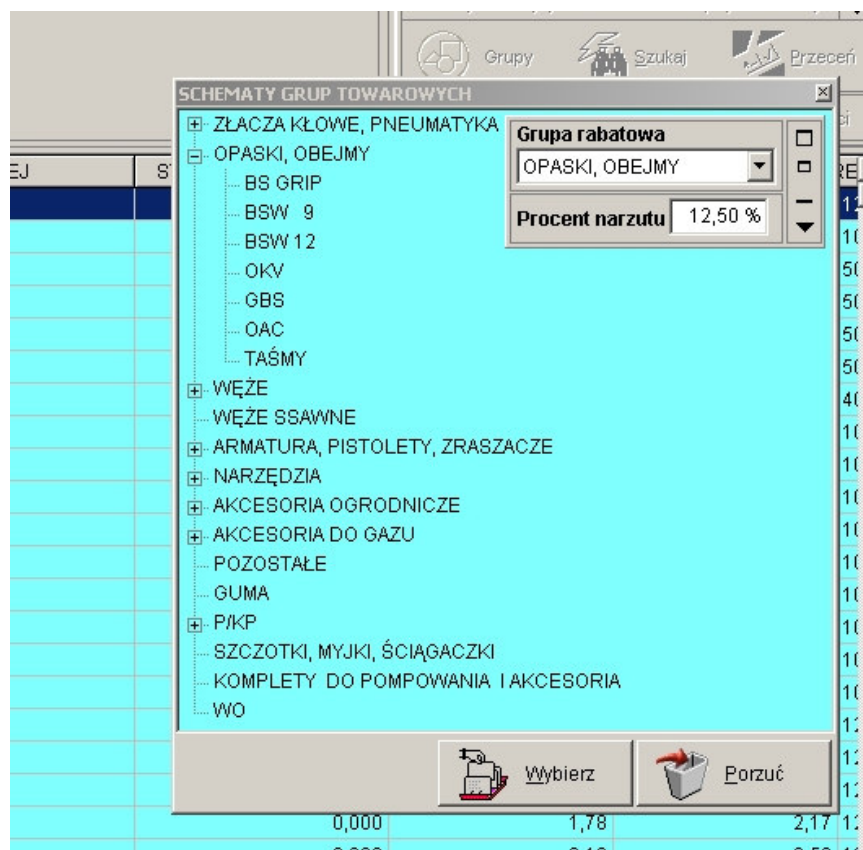 Grupy
Szukaj
Przeceń
SCHEMATY GRUP TOWAROWYCH
ZŁACZA KŁOWE, PNEUMATYKA
OPASKI, OBEJMY
BS GRIP
BSW 9
BSW 12
OKV
GBS
OAC
TAŚMY
WĘŻE
WĘŻE SSAWNE
ARMATURA, PISTOLETY, ZRASZACZE
NARZĘDZIA
AKCESORIA OGRODNICZE
AKCESORIA DO GAZU
POZOSTAŁE
GUMA
P/KP
SZCZOTKI, MYJKI, ŚCIĄGACZKI
KOMPLETY DO POMPOWANIA I AKCESORIA
WO
Grupa rabatowa
OPASKI, OBEJMY
Procent narzutu 12,50 %
Wybierz
Porzuć
0,000 1,78 2,17